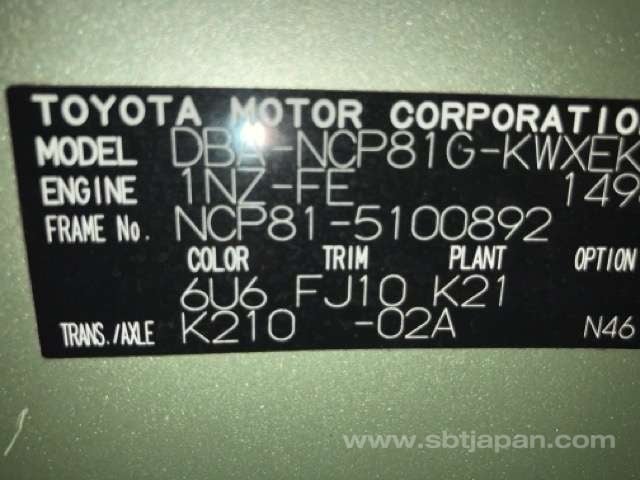 TOYOTA MOTOR CORPORATIO
MODEL DBA-NCP81G-KWXEK
ENGINE 1NZ-FE 149
FRAME No. NCP81-5100892
COLOR TRIM PLANT OPTION
6U6 FJ10 K21
TRANS./AXLE K210 -02A N46
www.sbtjapan.com